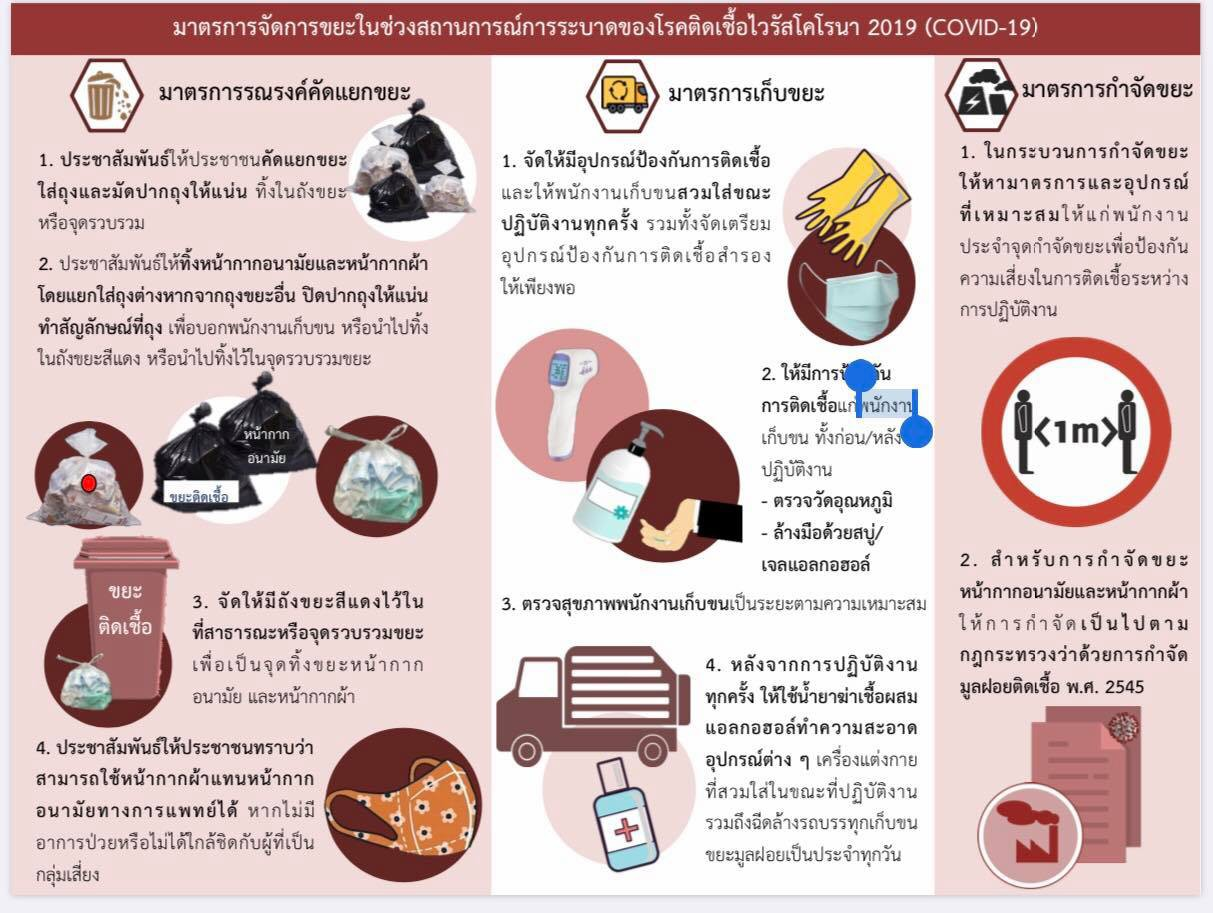 มาตรการจัดการขยะในช่วงสถานการณ์การระบาดของโรคติดเชื้อไวรัสโคโรนา 2019 (COVID-19)
มาตรการรณรงค์คัดแยกขยะ
1. ประชาสัมพันธ์ให้ประชาชนคัดแยกขยะ
ใส่ถุงและมัดปากถุงให้แน่น ทิ้งในถังขยะ
หรือจุดรวบรวม
2. ประชาสัมพันธ์ให้ทิ้งหน้ากากอนามัยและหน้ากากผ้า
โดยแยกใส่ถุงต่างหากจากถุงขยะอื่น ปิดปากถุงให้แน่น
ทำสัญลักษณ์ที่ถุง เพื่อบอกพนักงานเก็บขน หรือนำไปทิ้ง
ในถังขยะสีแดง หรือนำไปทิ้งไว้ในจุดรวบรวมขยะ
หน้ากาก
อนามัย
ขยะติดเชื้อ
ขยะ
ติดเชื้อ
3. จัดให้มีถังขยะสีแดงไว้ใน
ที่สาธารณะหรือจุดรวบรวมขยะ
เพื่อเป็นจุดทิ้งขยะหน้ากาก
อนามัย และหน้ากากผ้า
4. ประชาสัมพันธ์ให้ประชาชนทราบว่า
สามารถใช้หน้ากากผ้าแทนหน้ากาก
อนามัยทางการแพทย์ได้ หากไม่มี
อาการป่วยหรือไม่ได้ใกล้ชิดกับผู้ที่เป็น
กลุ่มเสี่ยง
มาตรการเก็บขยะ
1. จัดให้มีอุปกรณ์ป้องกันการติดเชื้อ
และให้พนักงานเก็บขนสวมใส่ขณะ
ปฏิบัติงานทุกครั้ง รวมทั้งจัดเตรียม
อุปกรณ์ป้องกันการติดเชื้อสำรอง
ให้เพียงพอ
2. ให้มีการป้องกัน
การติดเชื้อแก่พนักงาน
เก็บขน ทั้งก่อน/หลัง
ปฏิบัติงาน
- ตรวจวัดอุณหภูมิ
- ล้างมือด้วยสบู่/
เจลแอลกอฮอล์
3. ตรวจสุขภาพพนักงานเก็บขนเป็นระยะตามความเหมาะสม
4. หลังจากการปฏิบัติงาน
ทุกครั้ง ให้ใช้น้ำยาฆ่าเชื้อผสม
แอลกอฮอล์ทำความสะอาด
อุปกรณ์ต่าง ๆ เครื่องแต่งกาย
ที่สวมใส่ในขณะที่ปฏิบัติงาน
รวมถึงฉีดล้างรถบรรทุกเก็บขน
ขยะมูลฝอยเป็นประจำทุกวัน
มาตรการกำจัดขยะ
1. ในกระบวนการกำจัดขยะ
ให้หามาตรการและอุปกรณ์
ที่เหมาะสมให้แก่พนักงาน
ประจำจุดกำจัดขยะเพื่อป้องกัน
ความเสี่ยงในการติดเชื้อระหว่าง
การปฏิบัติงาน
<1m>
2. สำหรับการกำจัดขยะ
หน้ากากอนามัยและหน้ากากผ้า
ให้การกำจัดเป็นไปตาม
กฎกระทรวงว่าด้วยการกำจัด
มูลฝอยติดเชื้อ พ.ศ. 2545